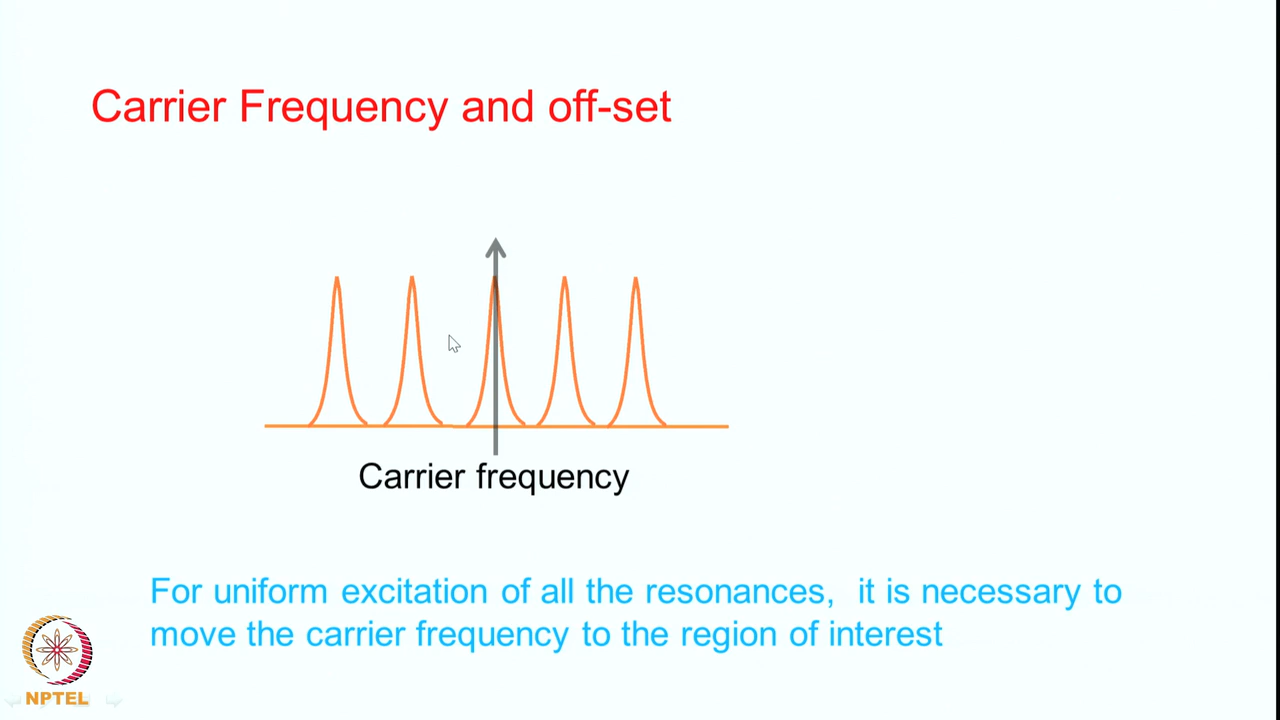 Carrier Frequency and off-set
Carrier frequency
For uniform excitation of all the resonances, it is necessary to
move the carrier frequency to the region of interest
NPTEL